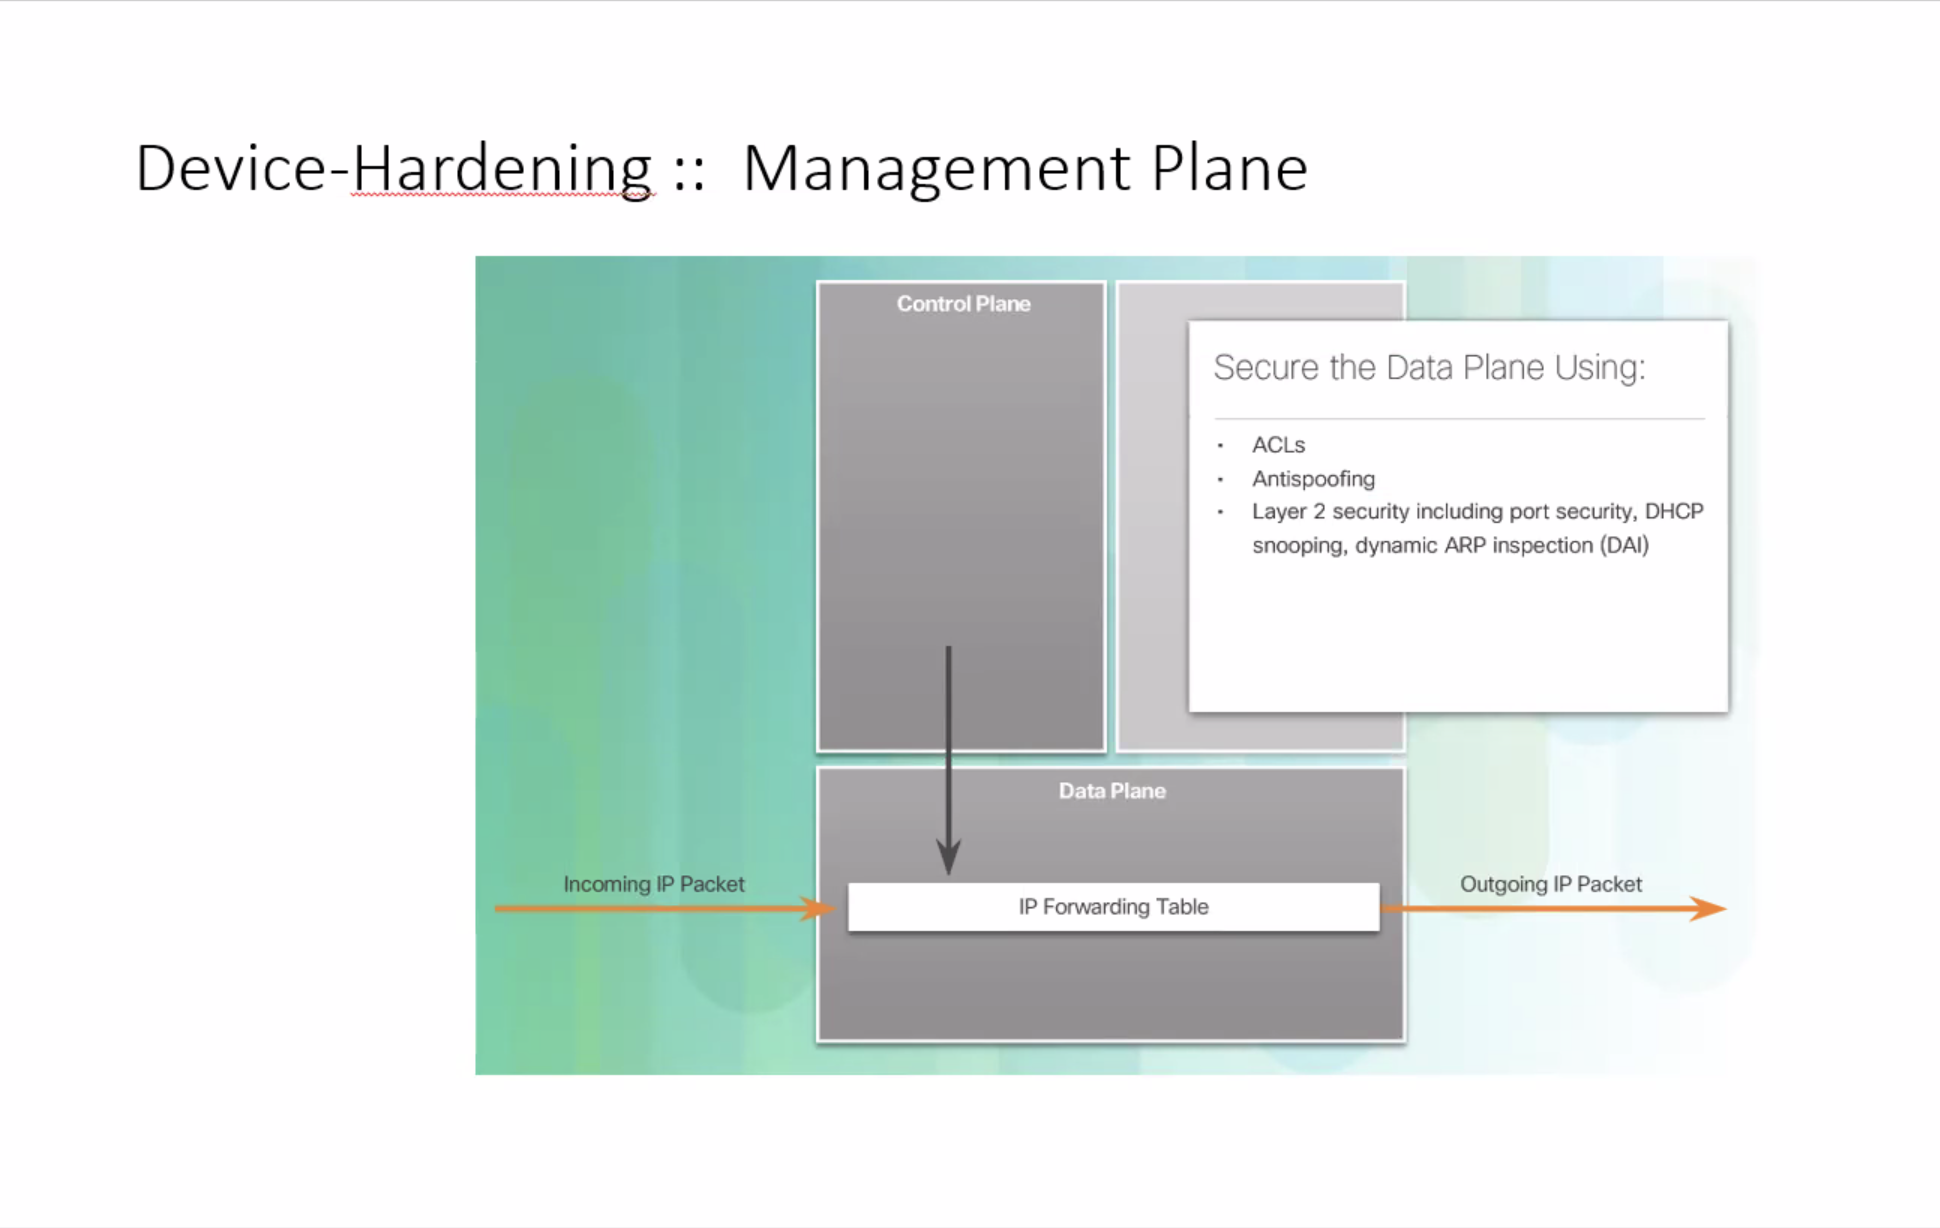 Device-Hardening :: Management Plane
Control Plane
Secure the Data Plane Using:
• ACLs
• Antispoofing
• Layer 2 security including port security, DHCP
snooping, dynamic ARP inspection (DAI)
Data Plane
Incoming IP Packet
IP Forwarding Table
Outgoing IP Packet